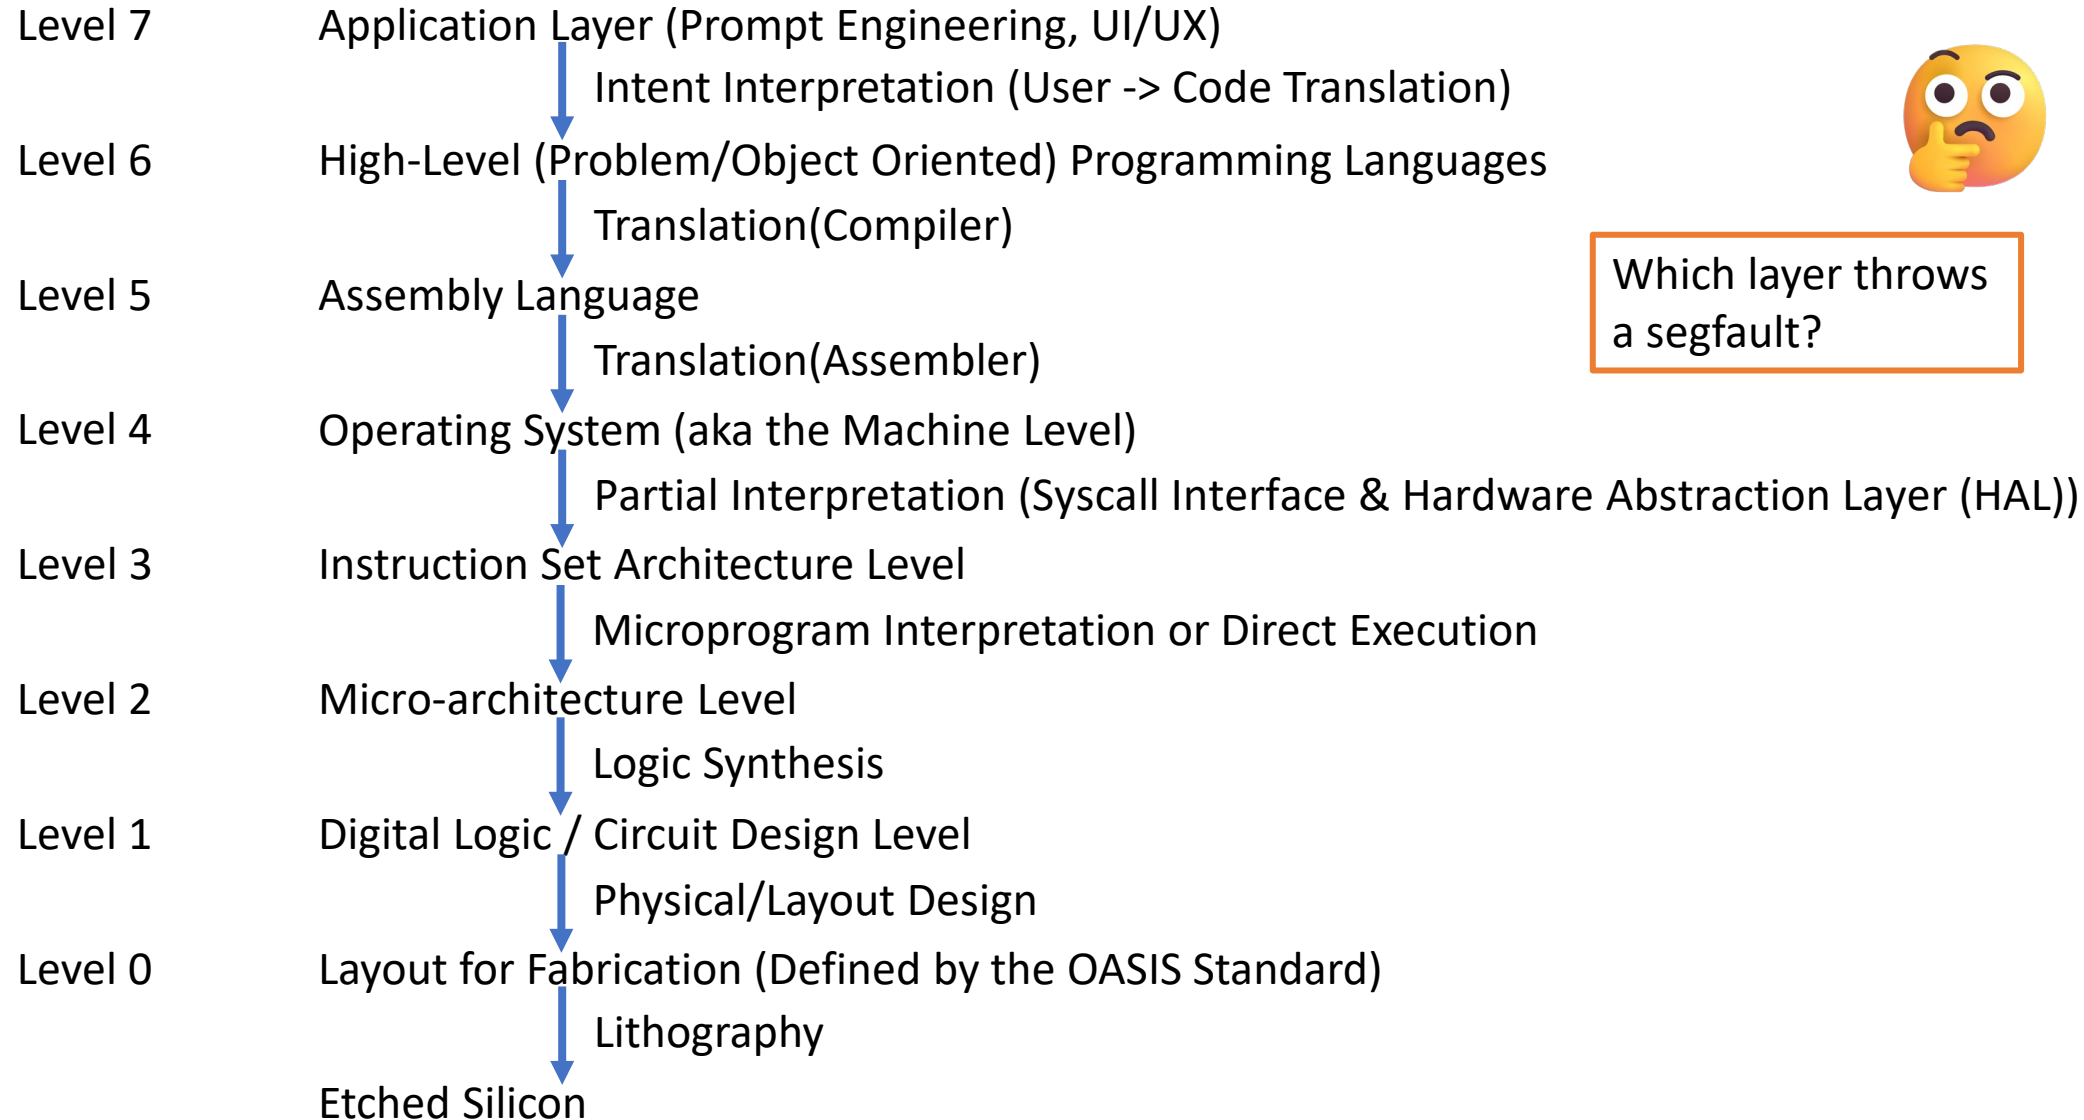 Level 7 Application Layer (Prompt Engineering, UI/UX)
Intent Interpretation (User -> Code Translation)
Level 6 High-Level (Problem/Object Oriented) Programming Languages
Translation(Compiler)
Which layer throws
a segfault?
Level 5 Assembly Language
Translation(Assembler)
Level 4 Operating System (aka the Machine Level)
Partial Interpretation (Syscall Interface & Hardware Abstraction Layer (HAL))
Level 3 Instruction Set Architecture Level
Microprogram Interpretation or Direct Execution
Level 2 Micro-architecture Level
Logic Synthesis
Level 1 Digital Logic / Circuit Design Level
Physical/Layout Design
Level 0 Layout for Fabrication (Defined by the OASIS Standard)
Lithography
Etched Silicon